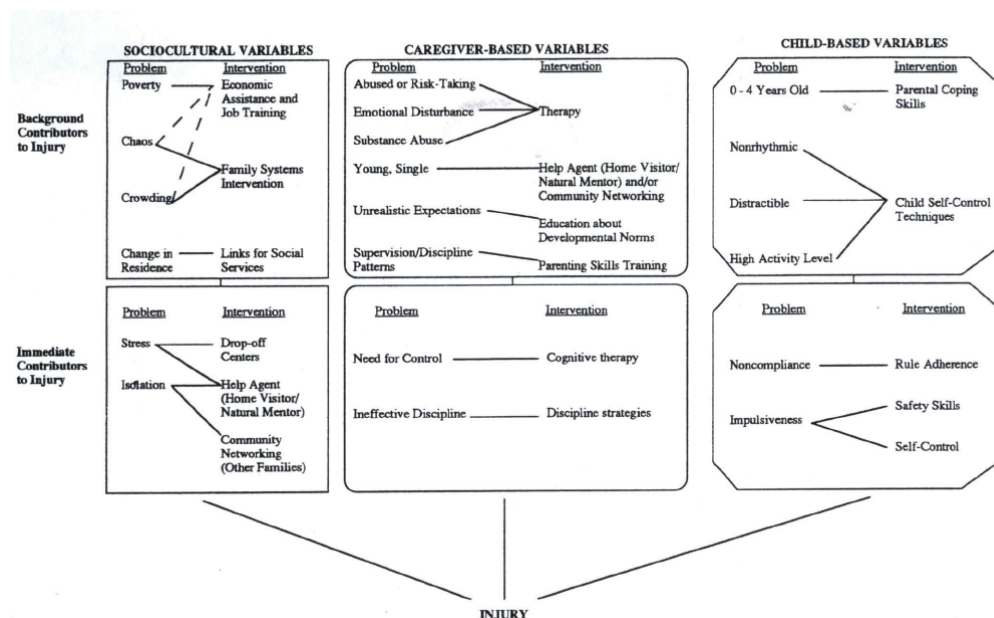 SOCIOCULTURAL VARIABLES
Problem Intervention
Poverty Economic
Assistance and
Job Training
Chaos
Family Systems
Intervention
Crowding
Change in Links for Social
Residence Services
CAREGIVER-BASED VARIABLES
Problem Intervention
Abused or Risk-Taking
Emotional Disturbance Therapy
Substance Abuse
Young, Single Help Agent (Home Visitor/
Natural Mentor) and/or
Community Networking
Unrealistic Expectations
Education about
Developmental Norms
Supervision/Discipline
Patterns Parenting Skills Training
CHILD-BASED VARIABLES
Problem Intervention
0 - 4 Years Old Parental Coping
Skills
Nonrhythmic
Distractible Child Self-Control
Techniques
High Activity Level
Background
Contributors
to Injury
Problem Intervention
Stress Drop-off
Centers
Isolation Help Agent
(Home Visitor/
Natural Mentor)
Community
Networking
(Other Families)
Problem Intervention
Need for Control Cognitive therapy
Ineffective Discipline Discipline strategies
Problem Intervention
Noncompliance Rule Adherence
Impulsiveness Safety Skills
Self-Control
Immediate
Contributors
to Injury
INJURY